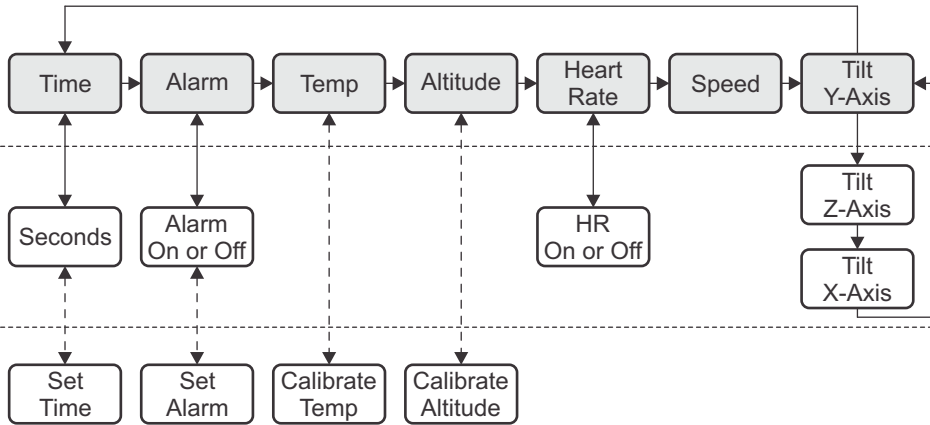 Time
Alarm
Temp
Altitude
Heart
Rate
Speed
Tilt
Y-Axis
Tilt
Z-Axis
Seconds
Alarm
On or Off
HR
On or Off
Tilt
X-Axis
Set
Time
Set
Alarm
Calibrate
Temp
Calibrate
Altitude